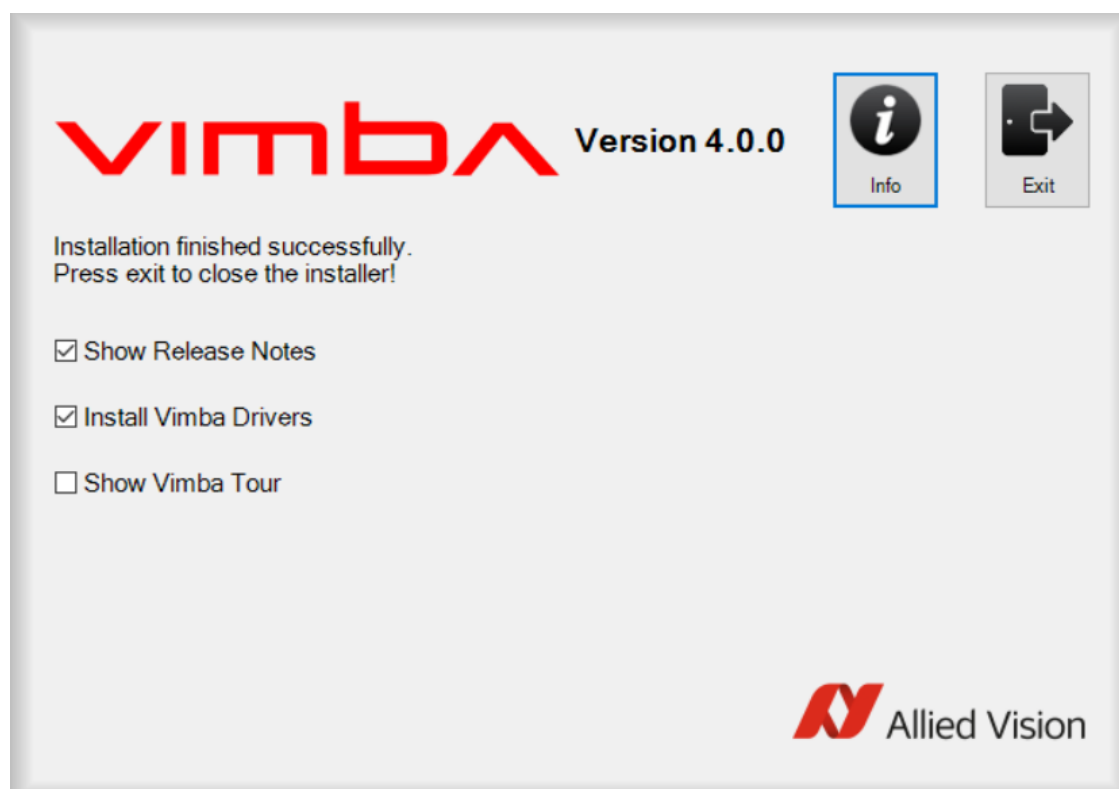 vimba Version 4.0.0
Info
Exit
Installation finished successfully.
Press exit to close the installer!
Show Release Notes
Install Vimba Drivers
Show Vimba Tour
Allied Vision